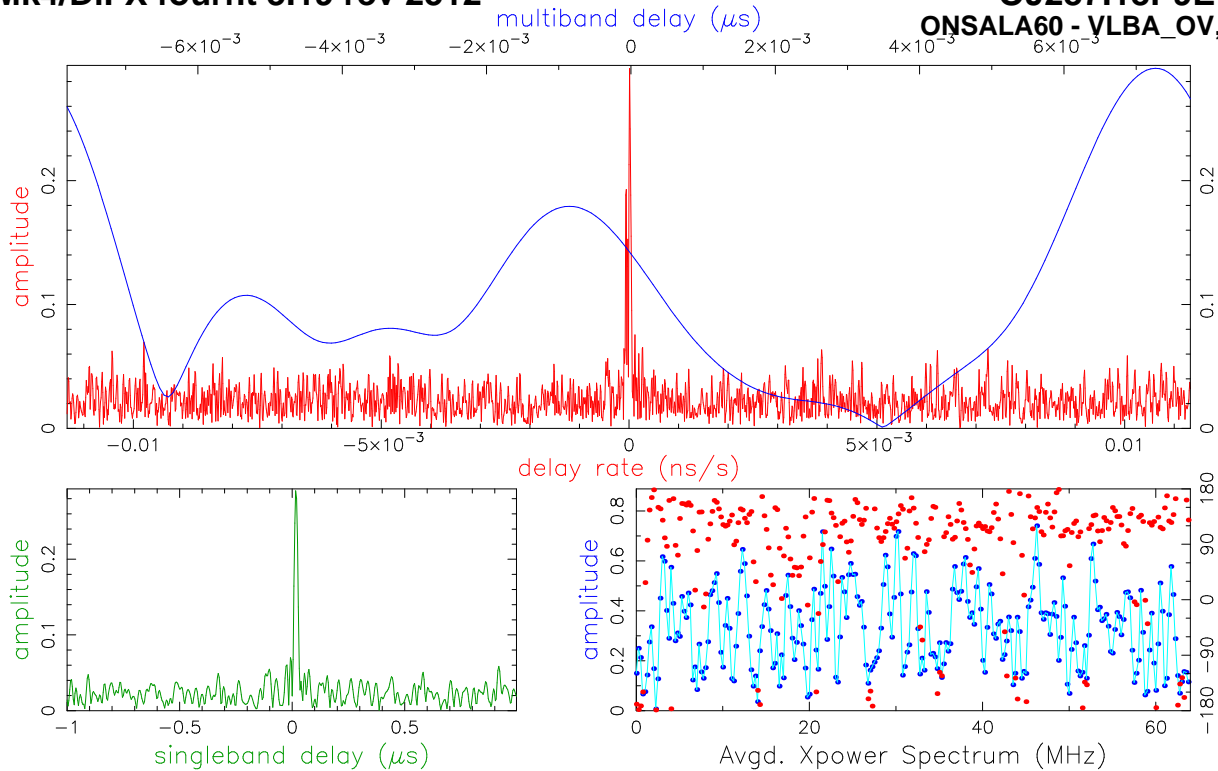 multiband delay (μs)
ONSALA60 - VLBA_OV,
−6×10⁻³ −4×10⁻³ −2×10⁻³ 0 2×10⁻³ 4×10⁻³ 6×10⁻³
amplitude
0 0.1 0.2
0 0.1 0.2
−0.01 −5×10⁻³ 0 5×10⁻³ 0.01
delay rate (ns/s)
amplitude
0 0.1 0.2
−1 −0.5 0 0.5
singleband delay (μs)
amplitude
0 0.2 0.4 0.6 0.8
−180 −90 0 90 180
0 20 40 60
Avgd. Xpower Spectrum (MHz)